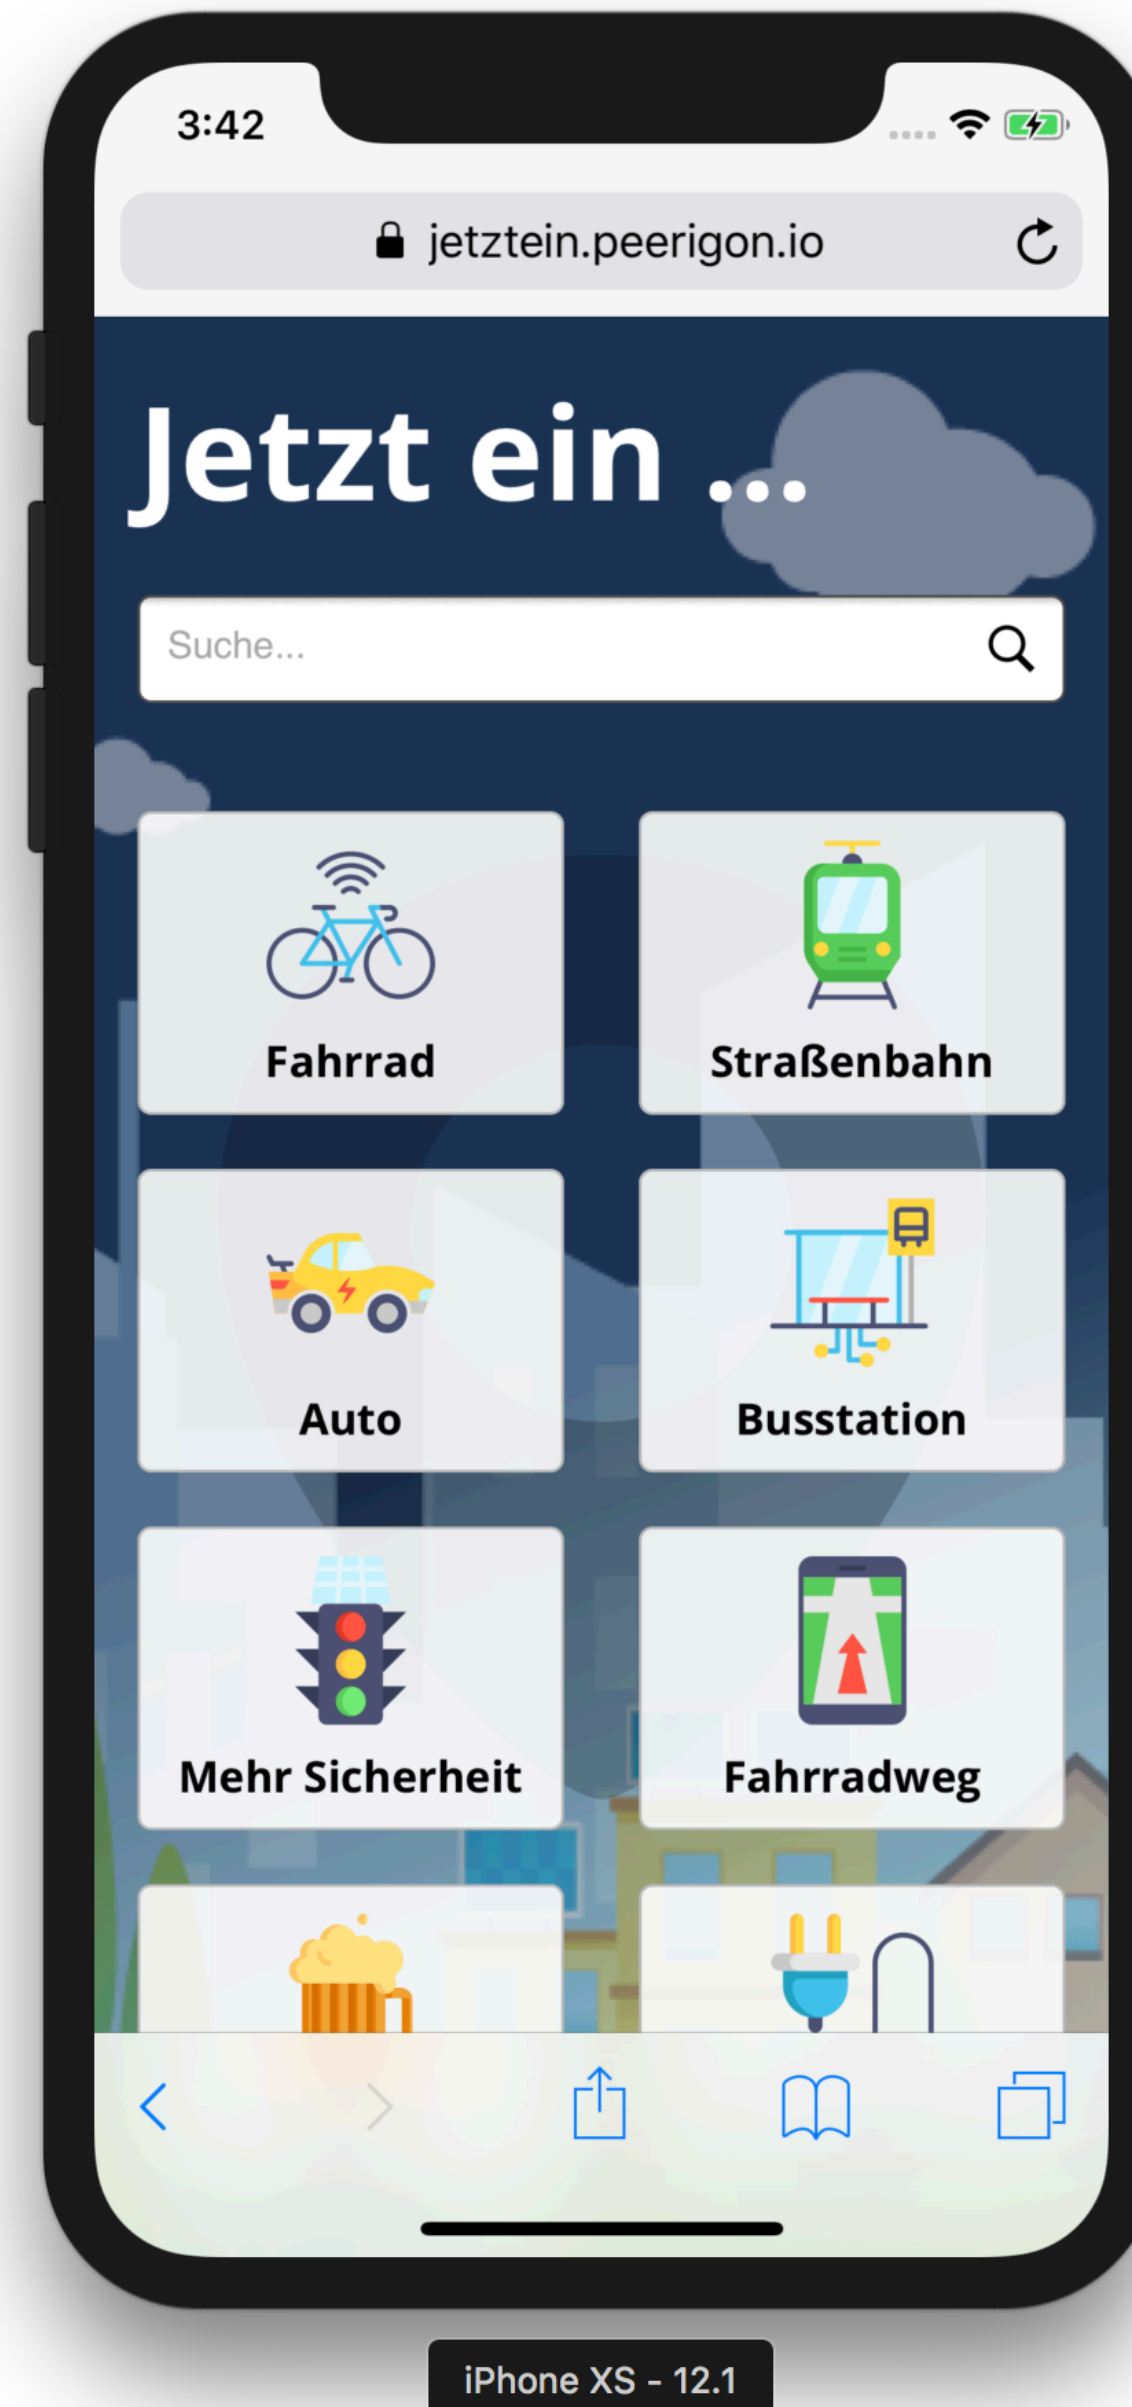 3:42
jetztein.peerigon.io
Jetzt ein ...
Suche...
Fahrrad
Straßenbahn
Auto
Busstation
Mehr Sicherheit
Fahrradweg
iPhone XS - 12.1